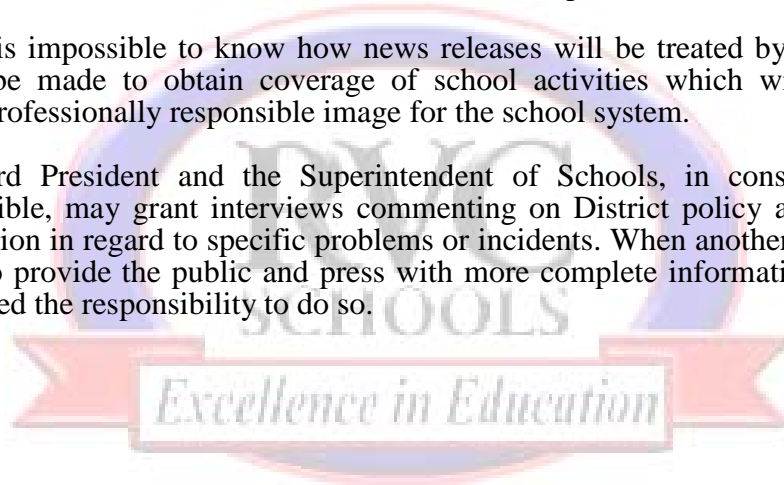 is impossible to know how news releases will be treated by
be made to obtain coverage of school activities which
rofessionally responsible image for the school system.
rd President and the Superintendent of Schools, in
ible, may grant interviews commenting on District policy
ion in regard to specific problems or incidents. When another
provide the public and press with more complete
ed the responsibility to do so.
RVC
SCHOOLS
Excellence in Education